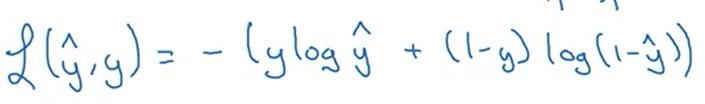 ℒ(ŷ,y) = - (y log ŷ + (1-y) log(1-ŷ))